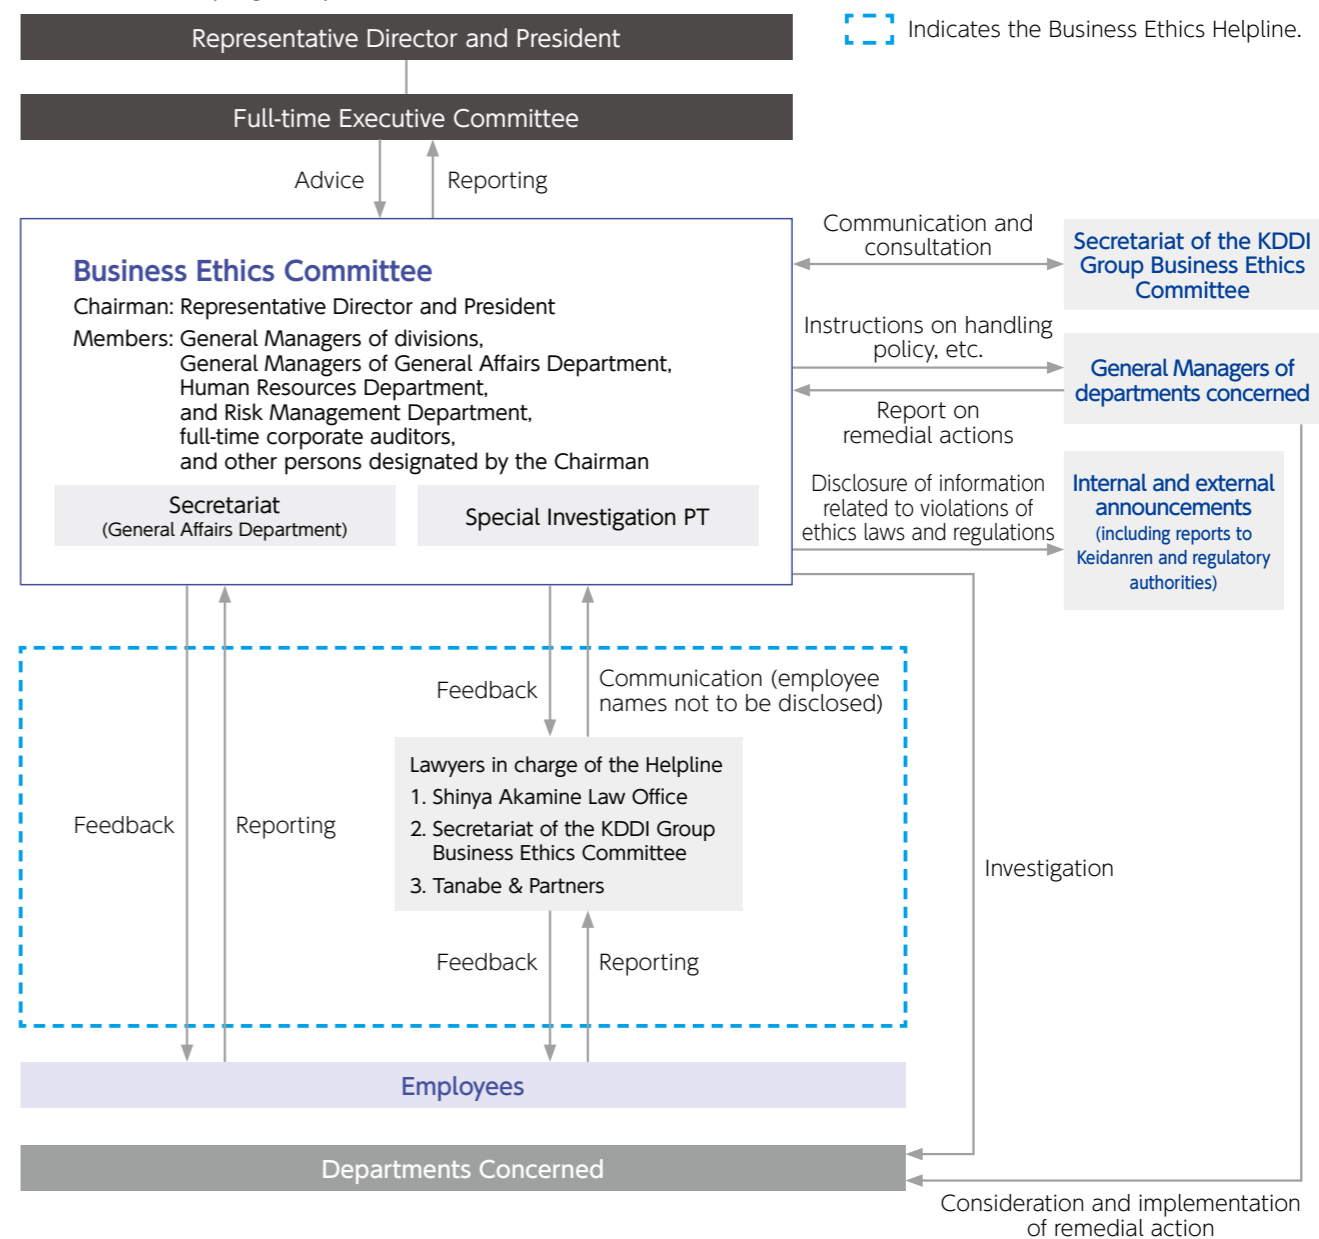 Representative Director and President
Indicates the Business Ethics Helpline.
Full-time Executive Committee
Advice
Reporting
Business Ethics Committee
Chairman: Representative Director and President
Members: General Managers of divisions,
General Managers of General Affairs Department,
Human Resources Department,
and Risk Management Department,
full-time corporate auditors,
and other persons designated by the Chairman
Secretariat
(General Affairs Department)
Special Investigation PT
Communication and
consultation
Secretariat of the KDDI
Group Business Ethics
Committee
Instructions on handling
policy, etc.
General Managers of
departments concerned
Report on
remedial actions
Disclosure of information
related to violations of
ethics laws and regulations
Internal and external
announcements
(including reports to
Keidanren and regulatory
authorities)
Feedback
Communication (employee
names not to be disclosed)
Lawyers in charge of the Helpline
1. Shinya Akamine Law Office
2. Secretariat of the KDDI Group
Business Ethics Committee
3. Tanabe & Partners
Feedback
Reporting
Investigation
Feedback
Reporting
Employees
Departments Concerned
Consideration and implementation
of remedial action